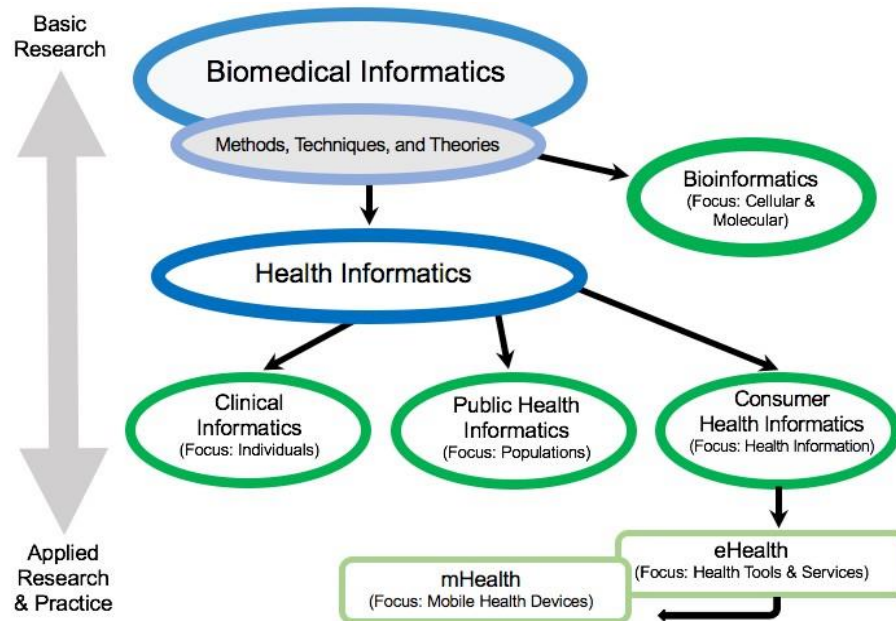 Basic
Research
Biomedical Informatics
Methods, Techniques, and Theories
Bioinformatics
(Focus: Cellular &
Molecular)
Health Informatics
Clinical
Informatics
(Focus: Individuals)
Public Health
Informatics
(Focus: Populations)
Consumer
Health Informatics
(Focus: Health Information)
Applied
Research
& Practice
eHealth
(Focus: Health Tools & Services)
mHealth
(Focus: Mobile Health Devices)